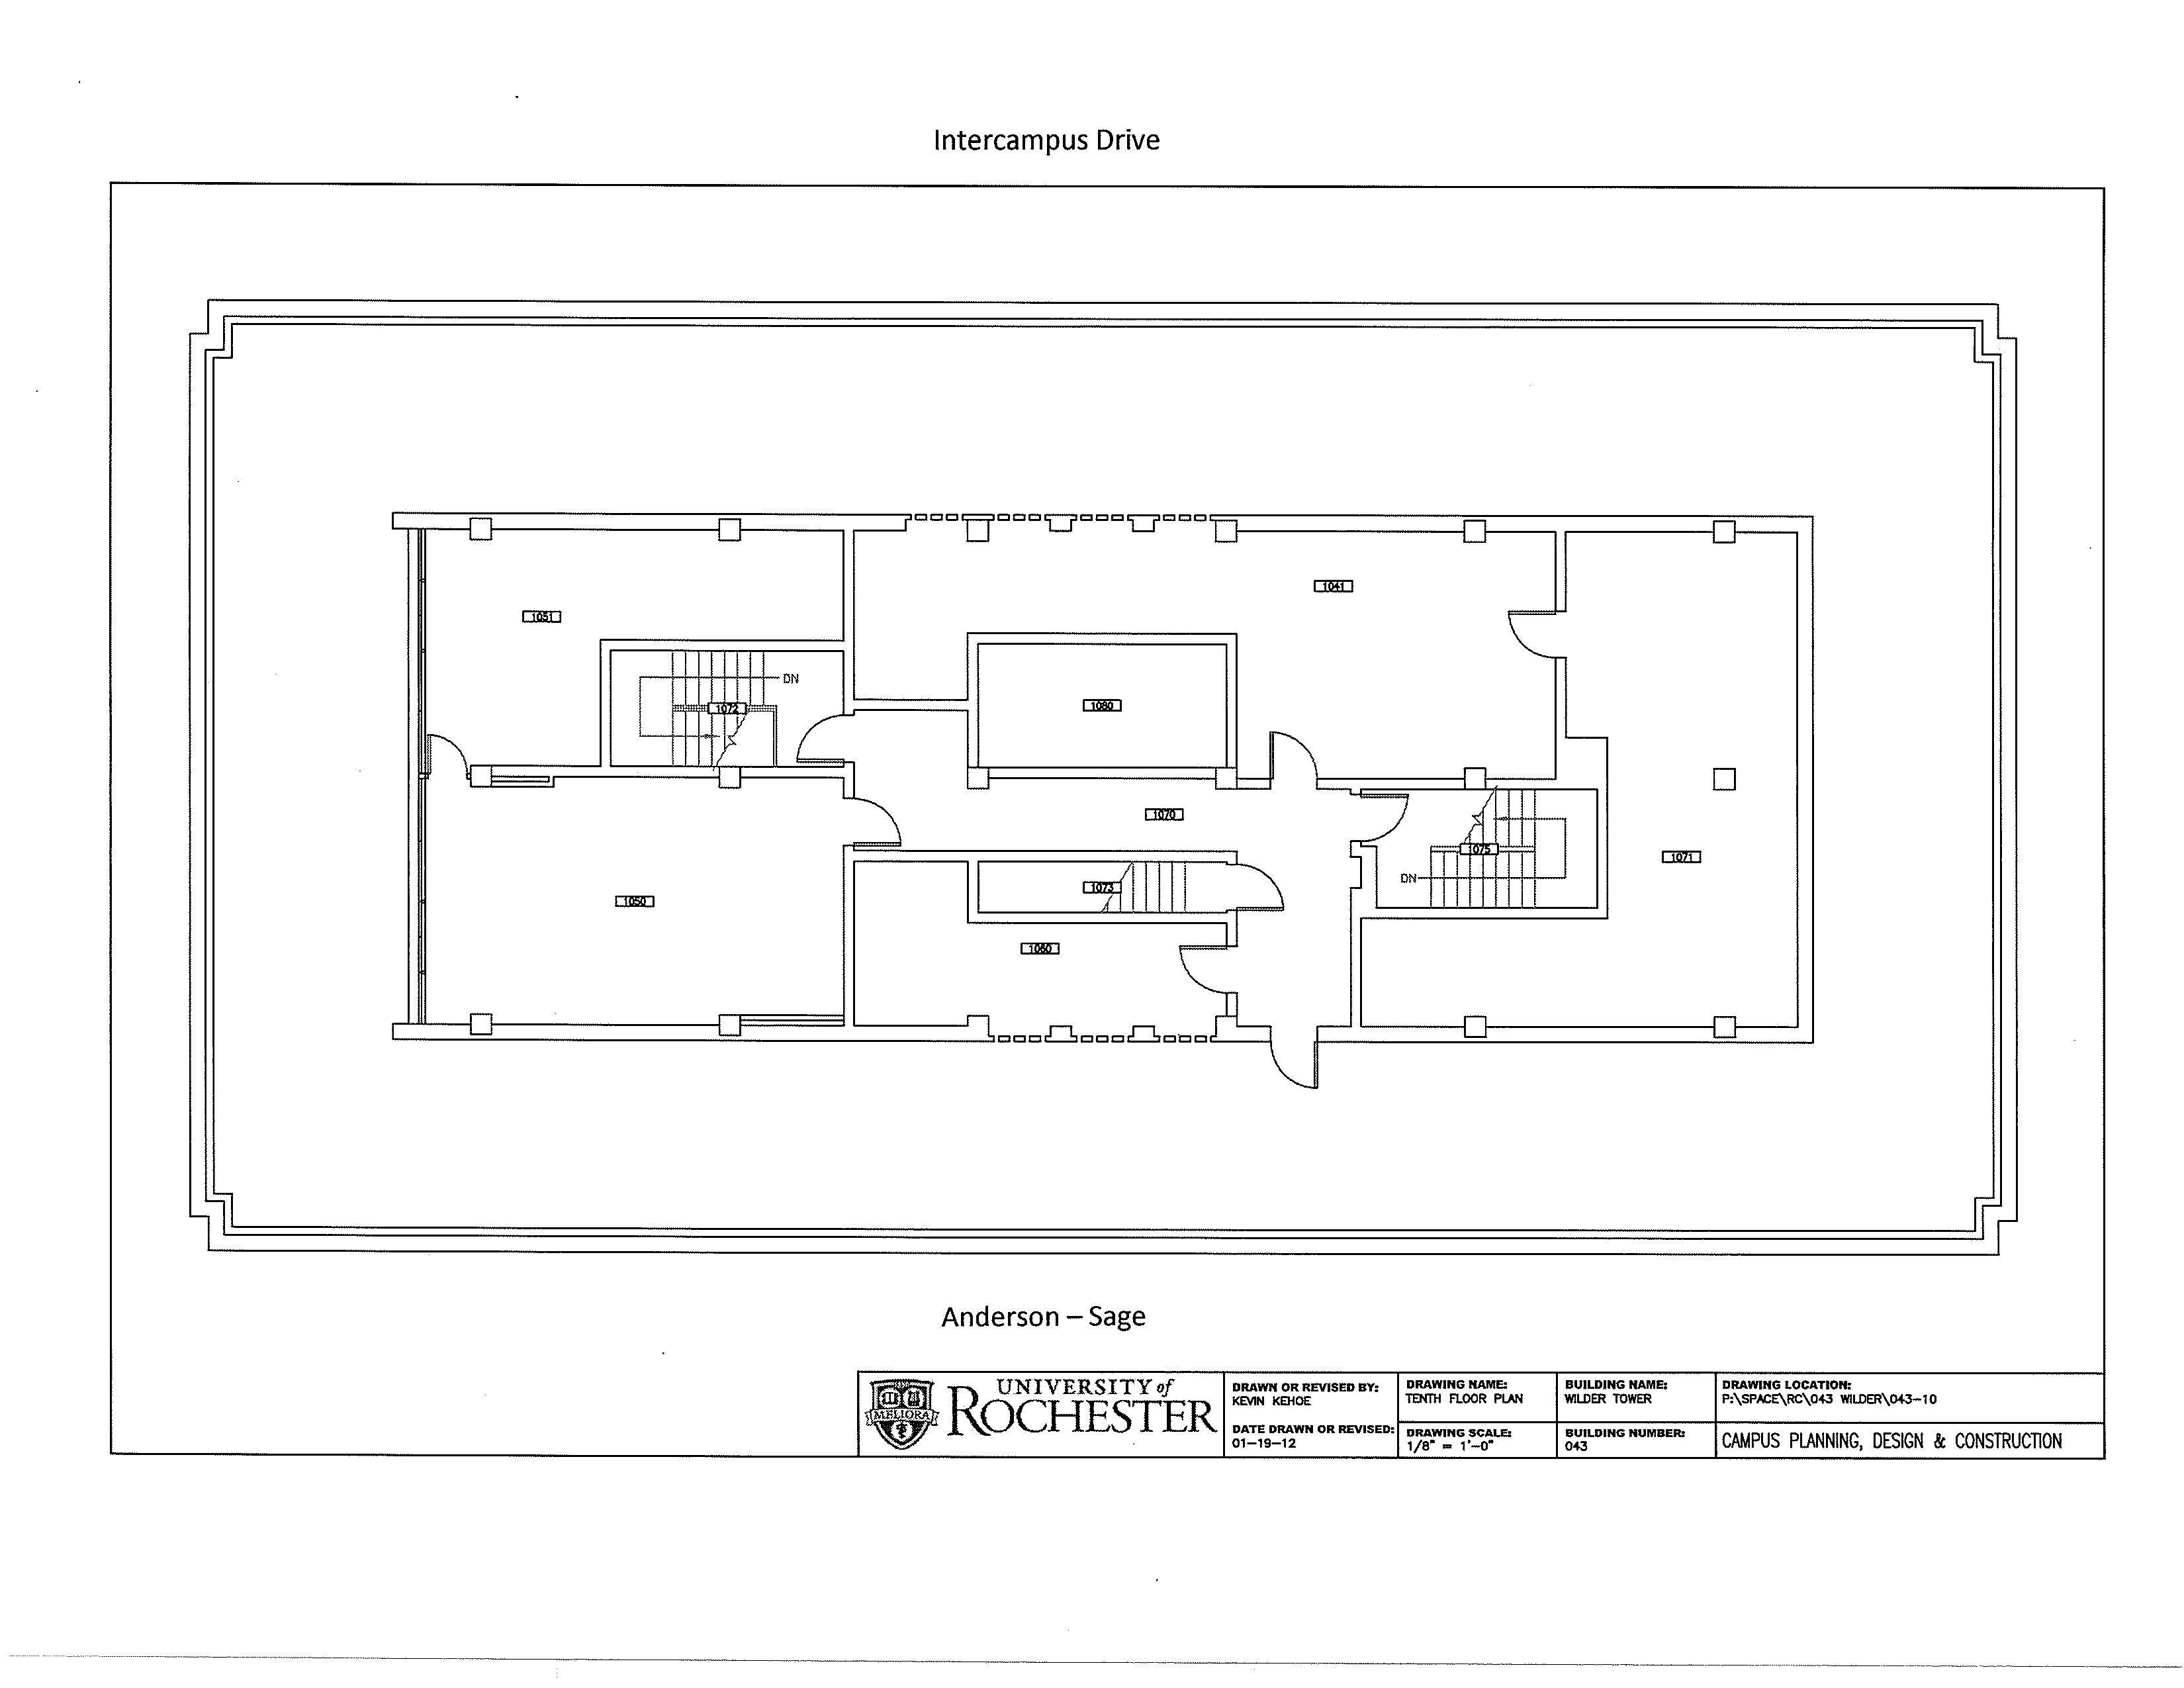 Intercampus Drive
1041
1051
DN
1072
1080
1070
1075
1071
DN
1073
1050
1060
Anderson – Sage
UNIVERSITY of
ROCHESTER
MELIORA
DRAWN OR REVISED BY:
KEVIN KEHOE
DATE DRAWN OR REVISED:
01-19-12
DRAWING NAME:
TENTH FLOOR PLAN
DRAWING SCALE:
1/8" = 1'-0"
BUILDING NAME:
WILDER TOWER
BUILDING NUMBER:
043
DRAWING LOCATION:
P:\SPACE\RC\043 WILDER\043-10
CAMPUS PLANNING, DESIGN & CONSTRUCTION